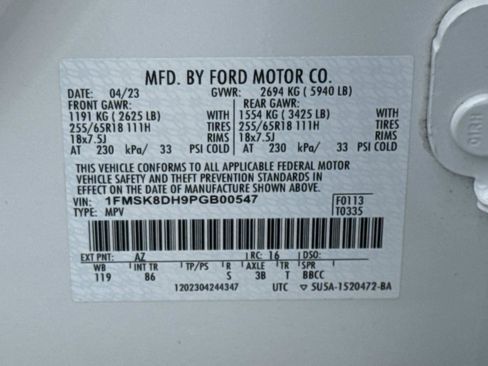 MFD. BY FORD MOTOR CO.
DATE: 04/23 GVWR: 2694 KG ( 5940 LB)
FRONT GAWR: REAR GAWR:
1191 KG ( 2625 LB) WITH 1554 KG ( 3425 LB) WITH
255/65R18 111H TIRES 255/65R18 111H TIRES
18x7.5J RIMS 18x7.5J RIMS
AT 230 kPa/ 33 PSI COLD AT 230 kPa/ 33 PSI COLD
THIS VEHICLE CONFORMS TO ALL APPLICABLE FEDERAL MOTOR
VEHICLE SAFETY AND THEFT PREVENTION STANDARDS IN EFFECT ON THE DATE
OF MANUFACTURE SHOWN ABOVE.
VIN: 1FMSK8DH9PGB00547 F0113
TYPE: MPV T0335
EXT PNT: AZ RC: 16 DSO:
WB INT TR TP/PS R AXLE TR SPR
119 86 S 3B T BBCC
1202304244347 UTC 5U5A-1520472-BA